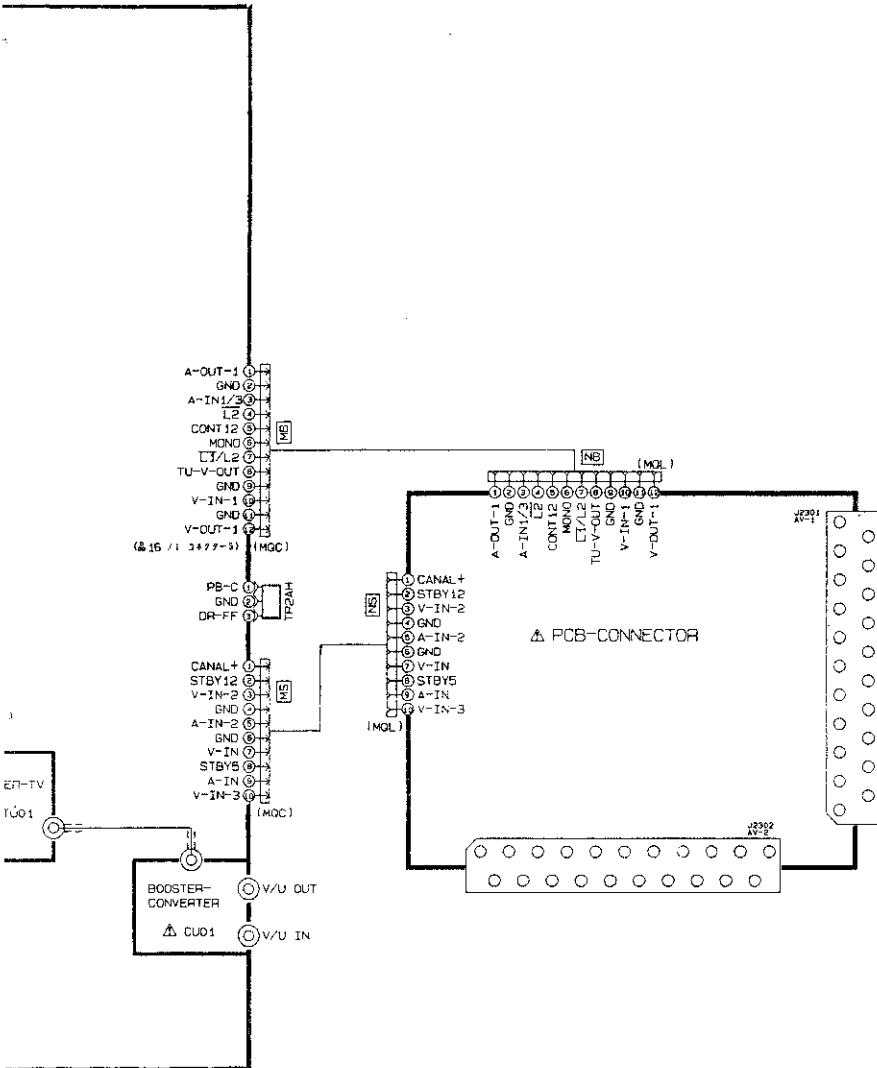 A-OUT-1 1
GND 2
A-IN1/3 3
L2 4
CONT12 5
MONO 6
L1/L2 7
TU-V-OUT 8
GND 9
V-IN-1 10
GND 11
V-OUT-1 12
MB
(MGC)
PB-C 1
GND 2
DR-FF 3
TP2AH
CANAL+ 1
STBY12 2
V-IN-2 3
GND 4
A-IN-2 5
GND 6
V-IN 7
STBY5 8
A-IN 9
V-IN-3 10
MS
(MQC)
ER-TV
TU01
BOOSTER-
CONVERTER
⚠ CU01
V/U OUT
V/U IN
NB
(MQL)
1 2 3 4 5 6 7 8 9 10 11 12
A-OUT-1
GND
A-IN1/3
L2
CONT12
MONO
L1/L2
TU-V-OUT
GND
V-IN-1
GND
V-OUT-1
NS
1 CANAL+
2 STBY12
3 V-IN-2
4 GND
5 A-IN-2
6 GND
7 V-IN
8 STBY5
9 A-IN
10 V-IN-3
(MQL)
⚠ PCB-CONNECTOR
J2301
AV-1
J2302
AV-2